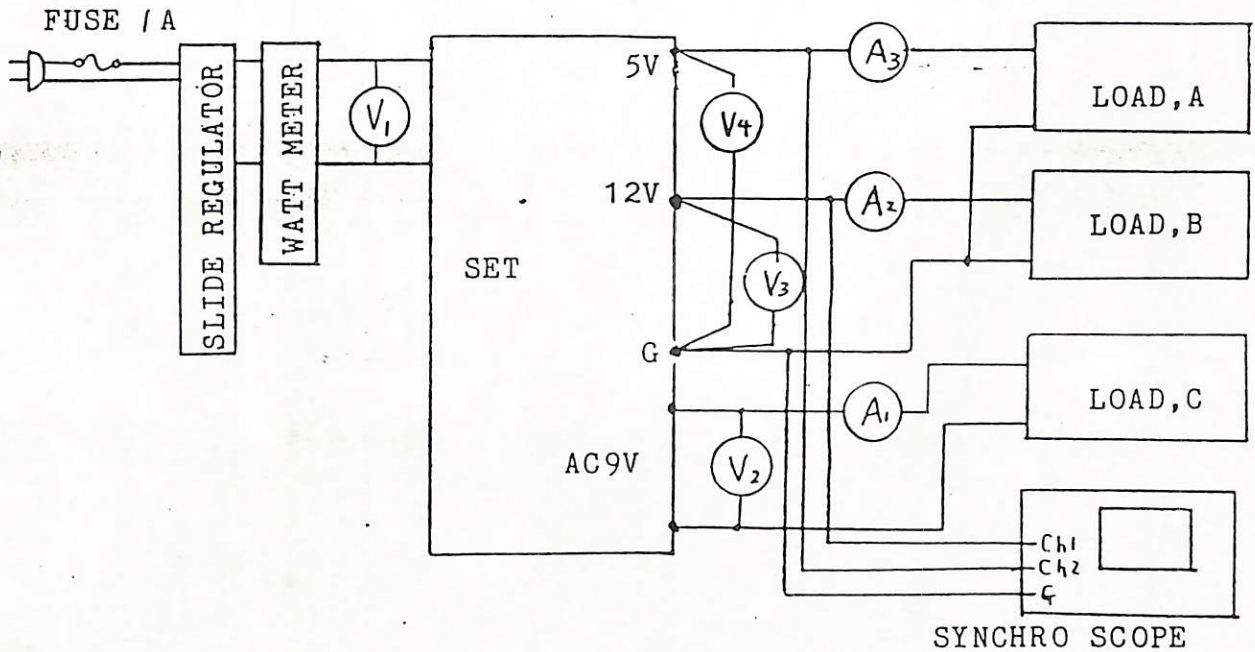 FUSE 1A
SLIDE REGULATOR
WATT METER
V1
SET
5V
12V
G
AC9V
V4
V3
V2
A3
A2
A1
LOAD,A
LOAD,B
LOAD,C
Ch1
Ch2
G
SYNCHRO SCOPE